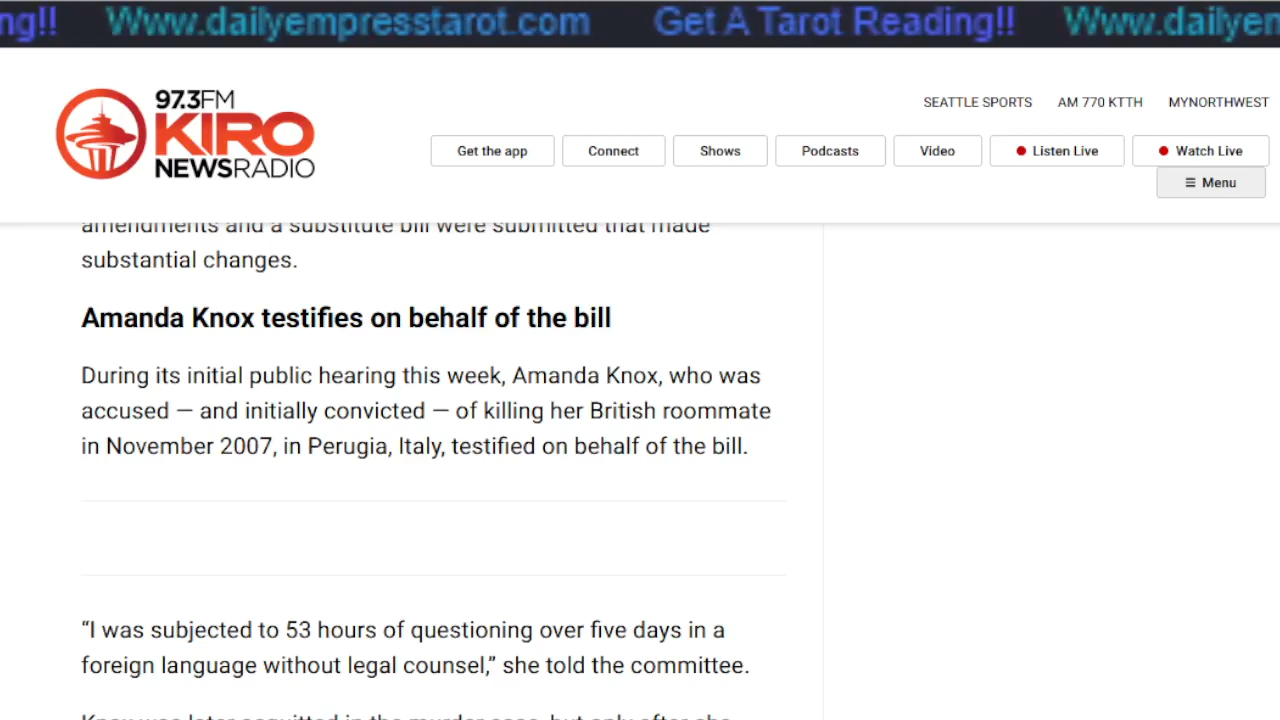 ng!! Www.dailyempresstarot.com Get A Tarot Reading!! Www.dailyem
97.3FM
KIRO
NEWSRADIO
SEATTLE SPORTS AM 770 KTTH MYNORTHWEST
Get the app Connect Shows Podcasts Video Listen Live Watch Live
☰ Menu
amendments and a substitute bill were submitted that made
substantial changes.
Amanda Knox testifies on behalf of the bill
During its initial public hearing this week, Amanda Knox, who was
accused — and initially convicted — of killing her British roommate
in November 2007, in Perugia, Italy, testified on behalf of the bill.
“I was subjected to 53 hours of questioning over five days in a
foreign language without legal counsel,” she told the committee.
Knox was later acquitted in the murder case, but only after she